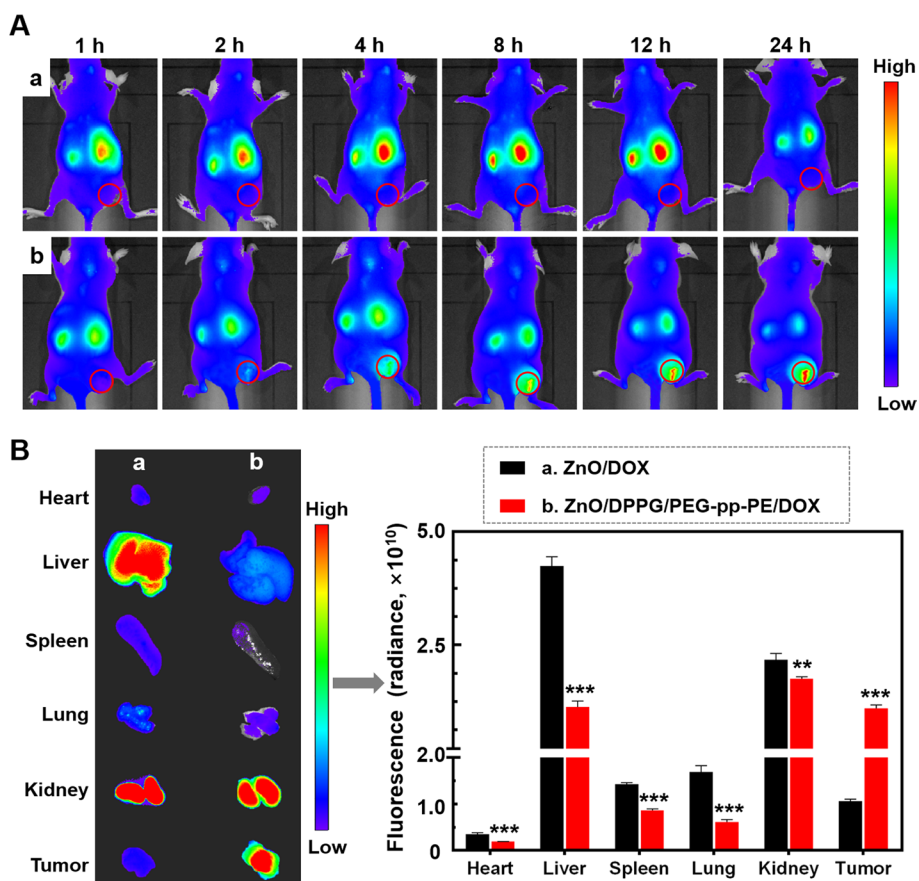 A
1 h 2 h 4 h 8 h 12 h 24 h
a
High
b
Low
B
a b
a. ZnO/DOX
b. ZnO/DPPG/PEG-pp-PE/DOX
Heart
Liver
Spleen
Lung
Kidney
Tumor
High
Low
Fluorescence (radiance, ×10¹⁰)
5.0
2.5
2.0
1.0
0
***
***
***
***
**
***
Heart Liver Spleen Lung Kidney Tumor